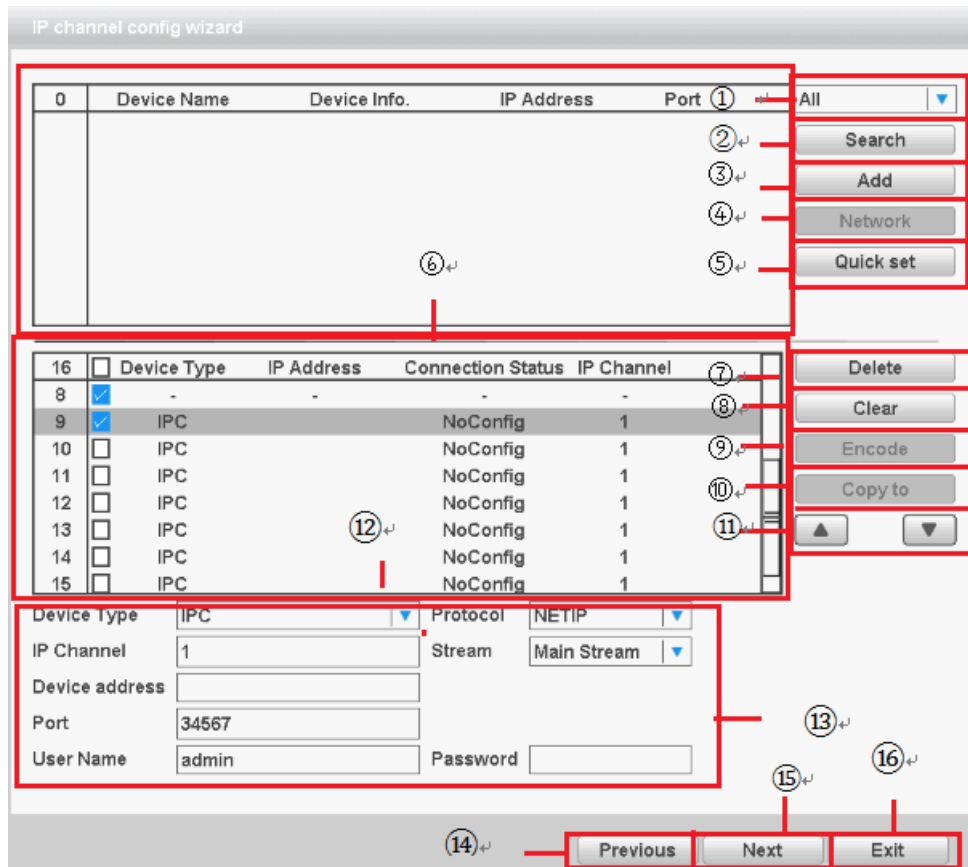 IP channel config wizard
0 Device Name Device Info. IP Address Port ① ↵ All
②↵ Search
③↵ Add
④↵ Network
⑥↵ ⑤↵ Quick set
16 Device Type IP Address Connection Status IP Channel ⑦↵ Delete
8 - - - -
⑧↵ Clear
9 IPC NoConfig 1
10 IPC NoConfig 1 ⑨↵ Encode
11 IPC NoConfig 1
12 IPC NoConfig 1 ⑩↵ Copy to
13 IPC NoConfig 1 ⑫↵ ⑪↵
14 IPC NoConfig 1
15 IPC NoConfig 1
Device Type IPC Protocol NETIP
IP Channel 1 Stream Main Stream
Device address
Port 34567 ⑬↵
User Name admin Password ⑯↵
⑮↵
⑭↵ Previous Next Exit